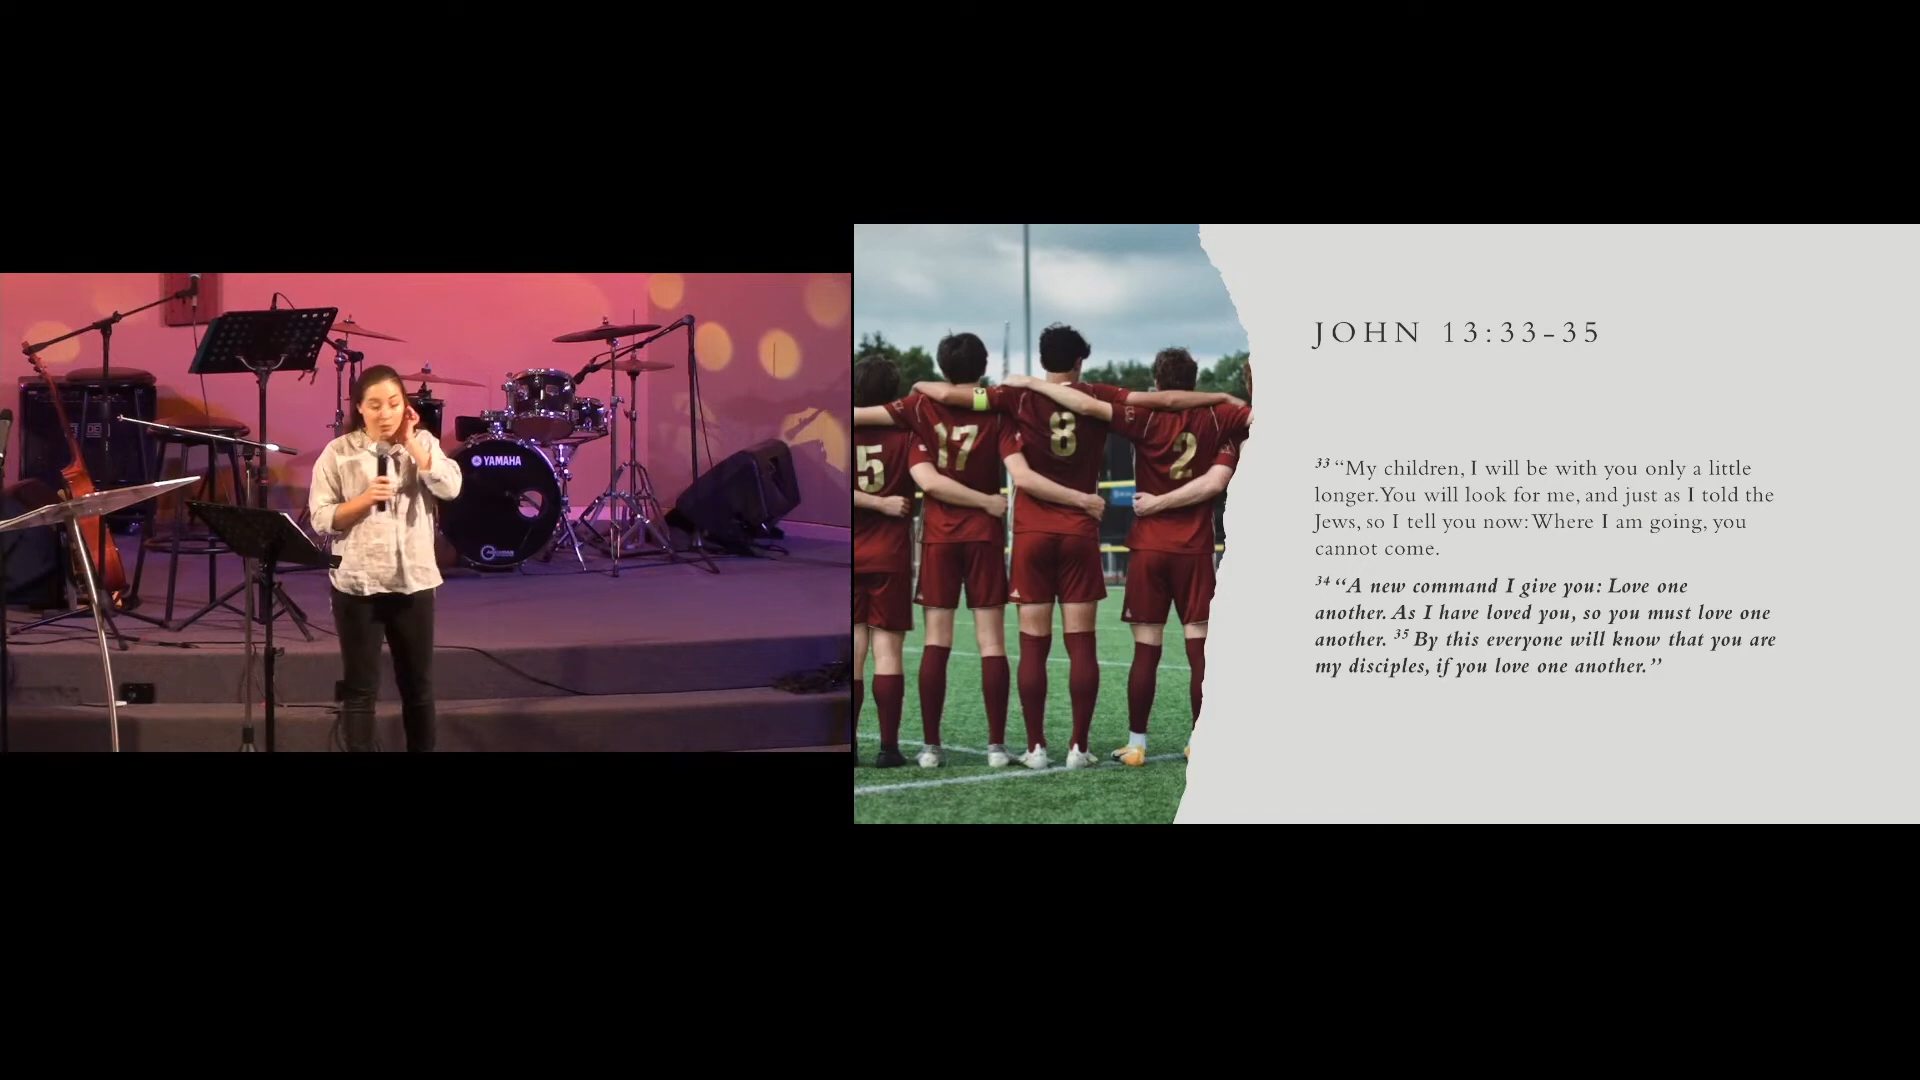 YAMAHA
5
17
8
2
JOHN 13:33-35
33 “My children, I will be with you only a little
longer. You will look for me, and just as I told the
Jews, so I tell you now: Where I am going, you
cannot come.
34 “A new command I give you: Love one
another. As I have loved you, so you must love one
another. 35 By this everyone will know that you are
my disciples, if you love one another.”